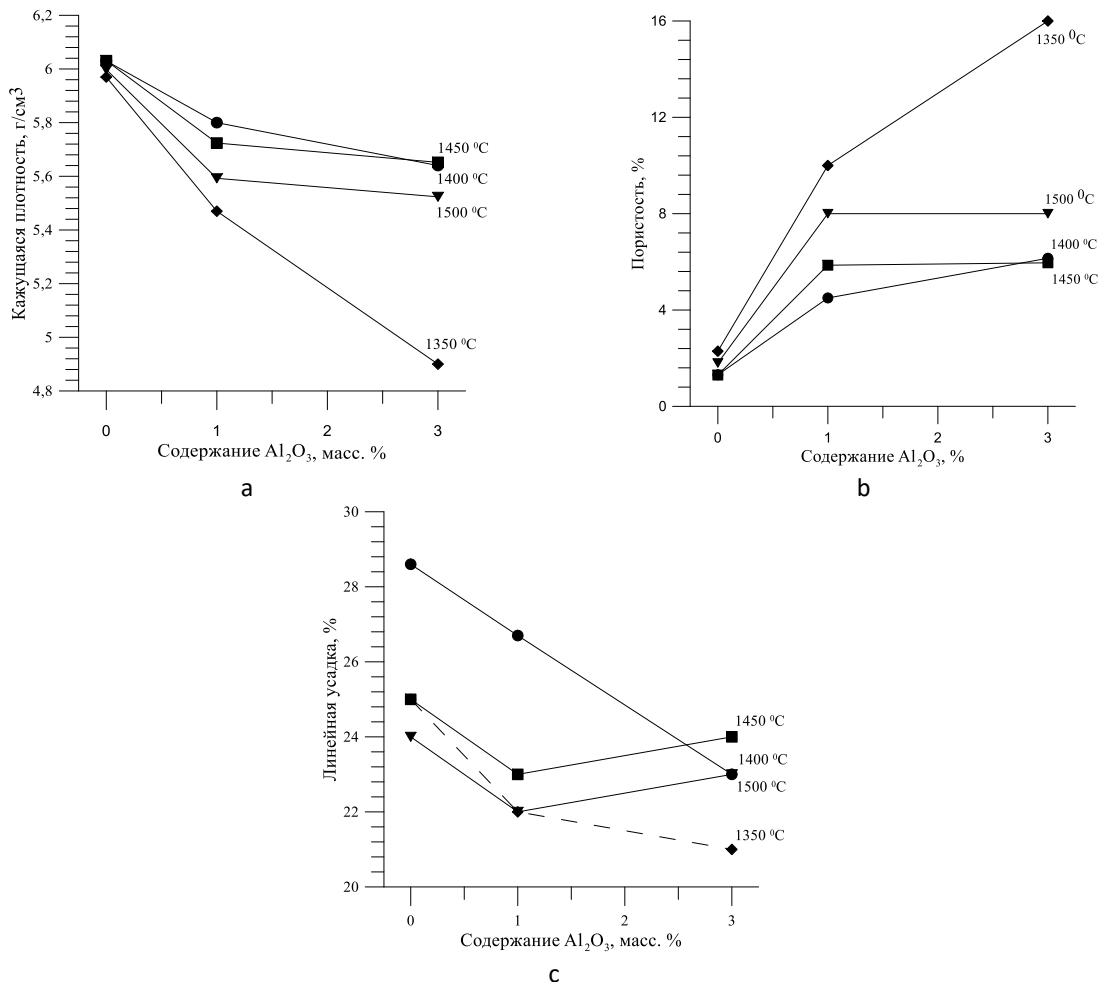 6,2
6
5,8
5,6
5,4
5,2
5
4,8
Кажущаяся плотность, г/см3
1450 ⁰C
1400 ⁰C
1500 ⁰C
1350 ⁰C
0 1 2 3
Содержание Al₂O₃, масс. %
a
16
12
8
4
0
Пористость, %
1350 ⁰C
1500 ⁰C
1400 ⁰C
1450 ⁰C
0 1 2 3
Содержание Al₂O₃, %
b
30
28
26
24
22
20
Линейная усадка, %
1450 ⁰C
1400 ⁰C
1500 ⁰C
1350 ⁰C
0 1 2 3
Содержание Al₂O₃, масс. %
c